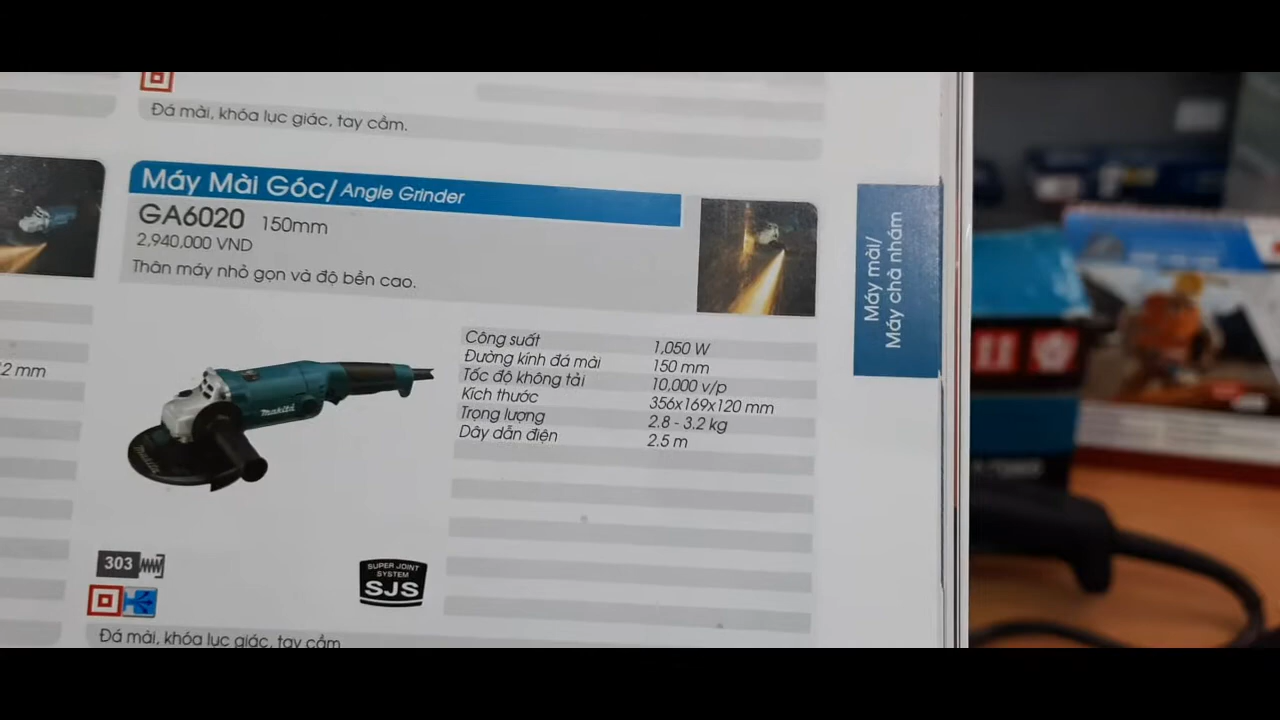 Đá mài, khóa lục giác, tay cầm.
Máy Mài Góc/ Angle Grinder
GA6020 150mm
2,940,000 VND
Thân máy nhỏ gọn và độ bền cao.
Máy mài/
Máy chà nhám
2 mm
Công suất 1,050 W
Đường kính đá mài 150 mm
Tốc độ không tải 10,000 v/p
Kích thước 356x169x120 mm
Trọng lượng 2.8 - 3.2 kg
Dây dẫn điện 2.5 m
makita
makita
303
SUPER JOINT
SYSTEM
SJS
Đá mài, khóa lục giác, tay cầm